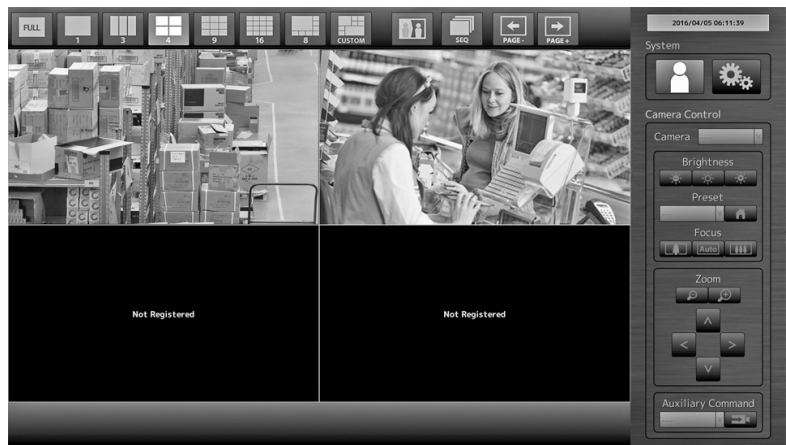 FULL
1
3
4
9
16
8
CUSTOM
SEQ
PAGE-
PAGE+
2016/04/05 06:11:39
System
Camera Control
Camera
Brightness
Preset
Focus
Auto
Zoom
Not Registered
Not Registered
Auxiliary Command